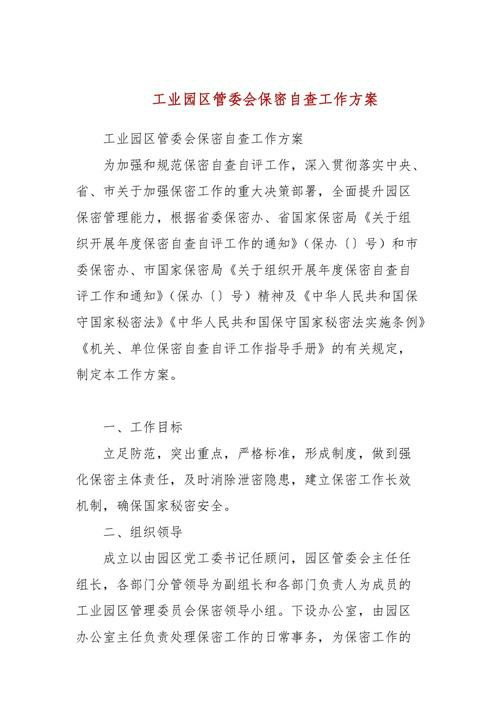 工业园区管委会保密自查工作方案
工业园区管委会保密自查工作方案
为加强和规范保密自查自评工作，深入贯彻落实中央、
省、市关于加强保密工作的重大决策部署，全面提升园区
保密管理能力，根据省委保密办、省国家保密局《关于组
织开展年度保密自查自评工作的通知》（保办〔〕号）和市
委保密办、市国家保密局《关于组织开展年度保密自查自
评工作和通知》（保办〔〕号）精神及《中华人民共和国保
守国家秘密法》《中华人民共和国保守国家秘密法实施条例》
《机关、单位保密自查自评工作指导手册》的有关规定，
制定本工作方案。
一、工作目标
立足防范，突出重点，严格标准，形成制度，做到强
化保密主体责任，及时消除泄密隐患，建立保密工作长效
机制，确保国家秘密安全。
二、组织领导
成立以由园区党工委书记任顾问，园区管委会主任任
组长，各部门分管领导为副组长和各部门负责人为成员的
工业园区管理委员会保密领导小组。下设办公室，由园区
办公室主任负责处理保密工作的日常事务，为保密工作的